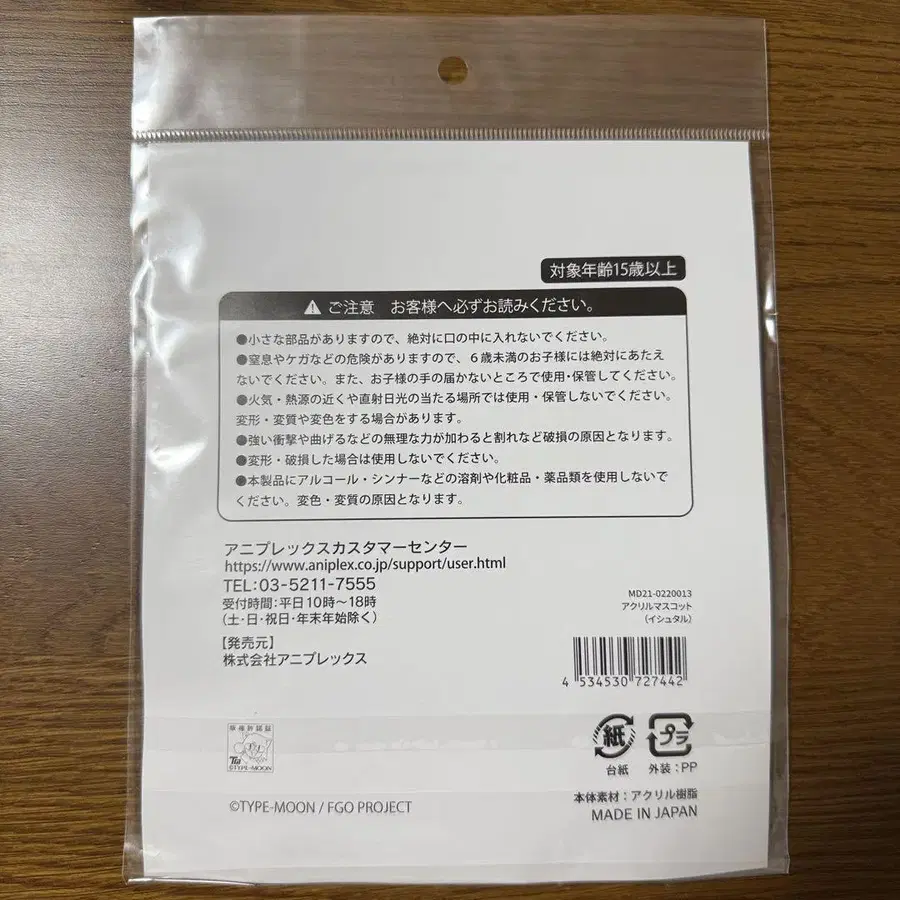 対象年齢15歳以上
ご注意 お客様へ必ずお読みください。
●小さな部品がありますので、絶対に口の中に入れないでください。
●窒息やケガなどの危険がありますので、6歳未満のお子様には絶対にあたえ
ないでください。また、お子様の手の届かないところで使用・保管してください。
●火気・熱源の近くや直射日光の当たる場所では使用・保管しないでください。
変形・変質や変色をする場合があります。
●強い衝撃や曲げるなどの無理な力が加わると割れなど破損の原因となります。
●変形・破損した場合は使用しないでください。
●本製品にアルコール・シンナーなどの溶剤や化粧品・薬品類を使用しないで
ください。変色・変質の原因となります。
アニプレックスカスタマーセンター
https://www.aniplex.co.jp/support/user.html
TEL:03-5211-7555
受付時間:平日10時～18時
(土・日・祝日・年末年始除く)
【発売元】
株式会社アニプレックス
MD21-0220013
アクリルマスコット
(イシュタル)
4 534530 727442
紙
台紙
プラ
外装:PP
本体素材:アクリル樹脂
MADE IN JAPAN
TM
©TYPE-MOON
©TYPE-MOON / FGO PROJECT